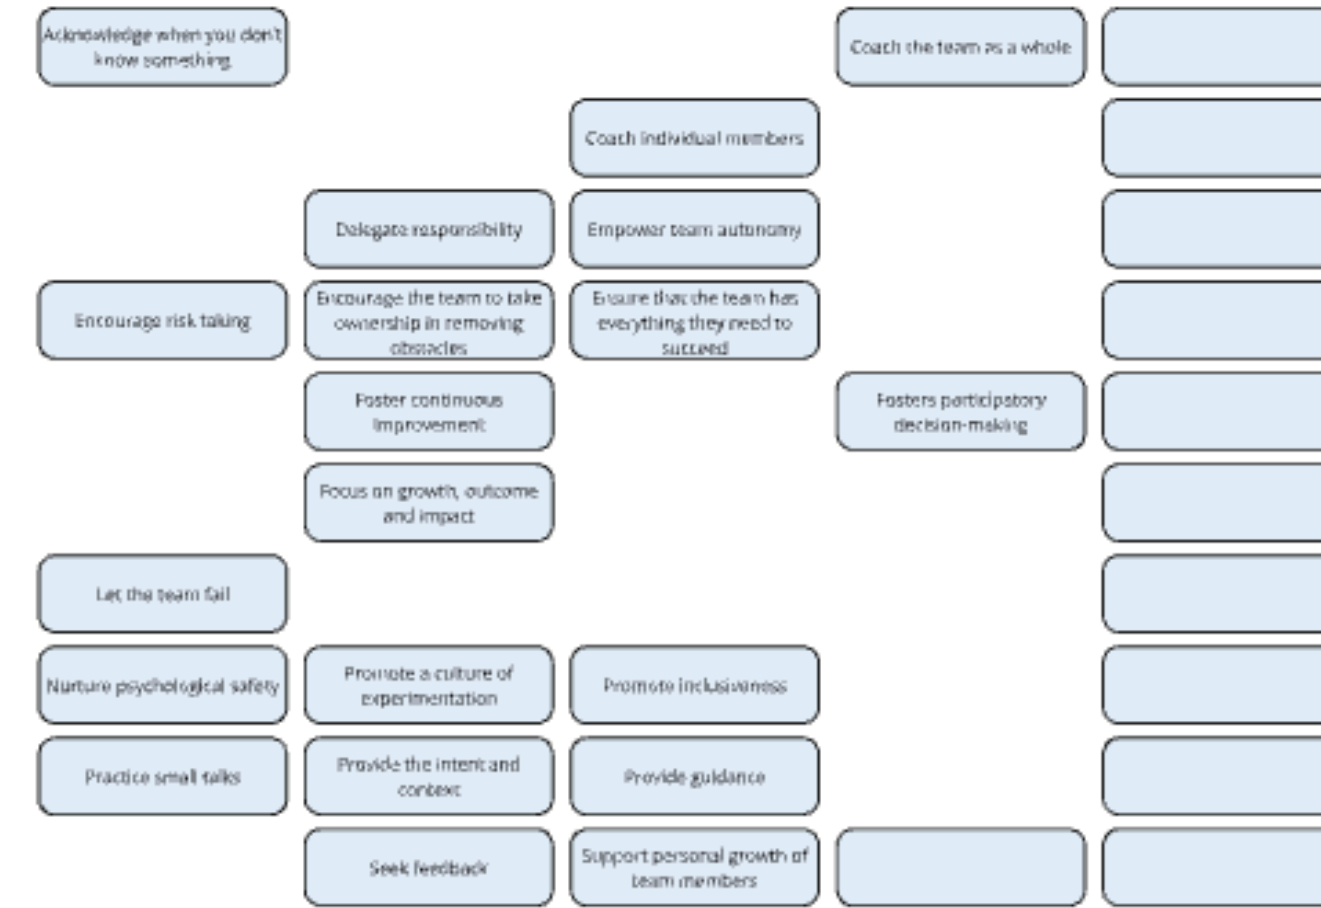 Acknowledge when you don't
know something
Coach the team as a whole
Coach individual members
Delegate responsibility
Empower team autonomy
Encourage risk taking
Encourage the team to take
ownership in removing
obstacles
Ensure that the team has
everything they need to
succeed
Foster continuous
improvement
Fosters participatory
decision-making
Focus on growth, outcome
and impact
Let the team fail
Nurture psychological safety
Promote a culture of
experimentation
Promote inclusiveness
Practice small talks
Provide the intent and
context
Provide guidance
Seek feedback
Support personal growth of
team members